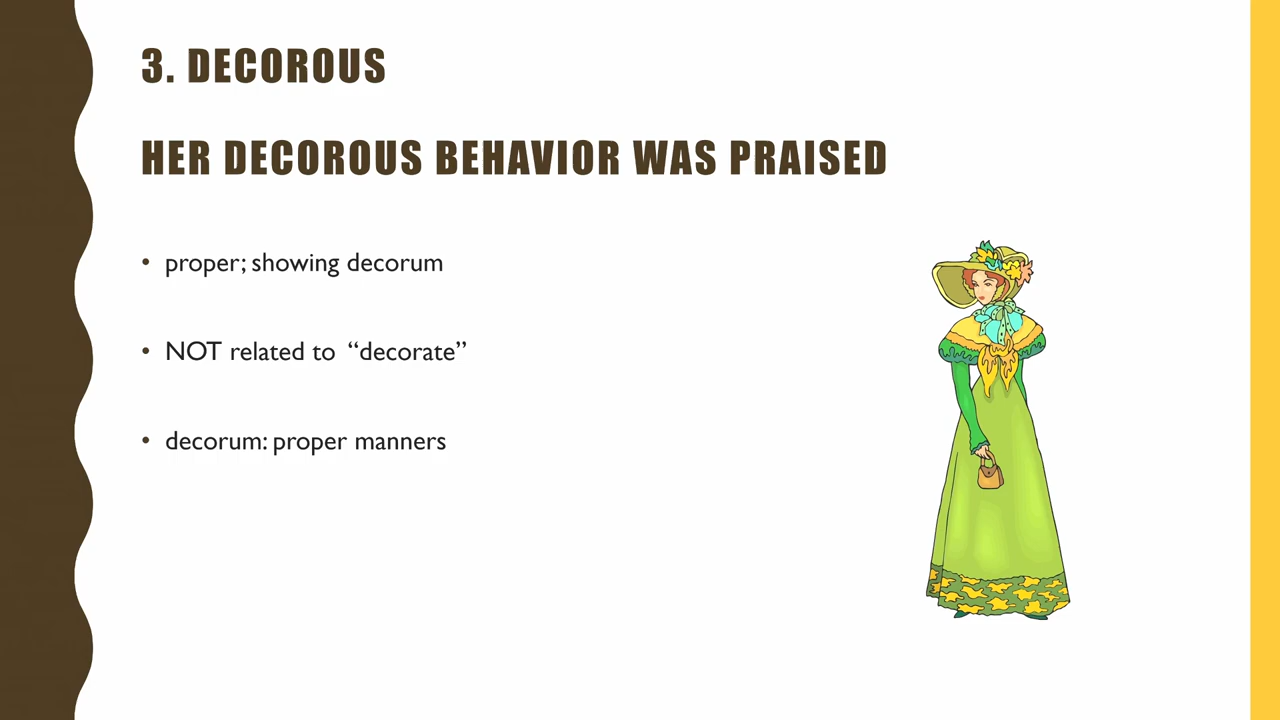 3. DECOROUS
HER DECOROUS BEHAVIOR WAS PRAISED
• proper; showing decorum
• NOT related to “decorate”
• decorum: proper manners